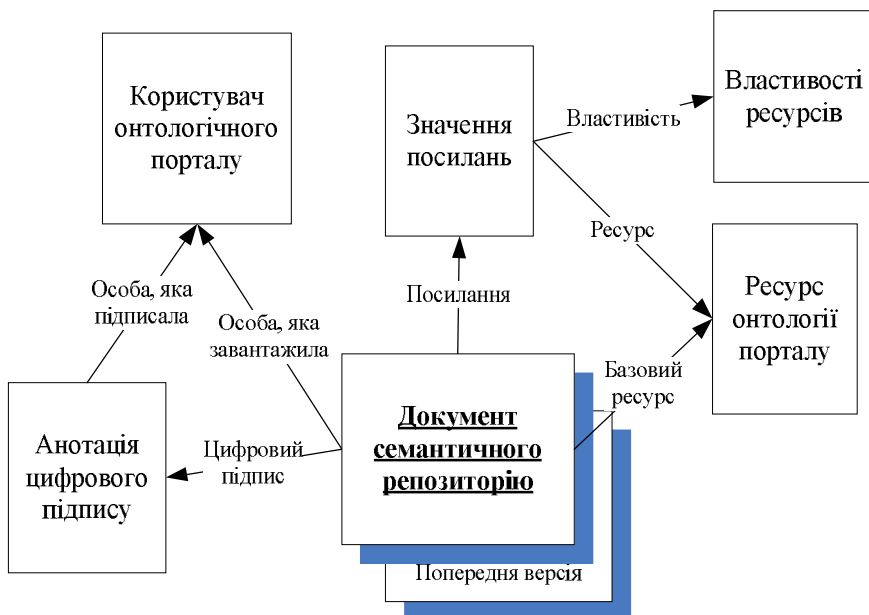 Користувач
онтологічного
порталу
Значення
посилань
Властивості
ресурсів
Властивість
Ресурс
Ресурс
онтології
порталу
Особа, яка
підписала
Особа, яка
завантажила
Посилання
Базовий
ресурс
Анотація
цифрового
підпису
Цифровий
підпис
Документ
семантичного
репозиторію
Попередня версія